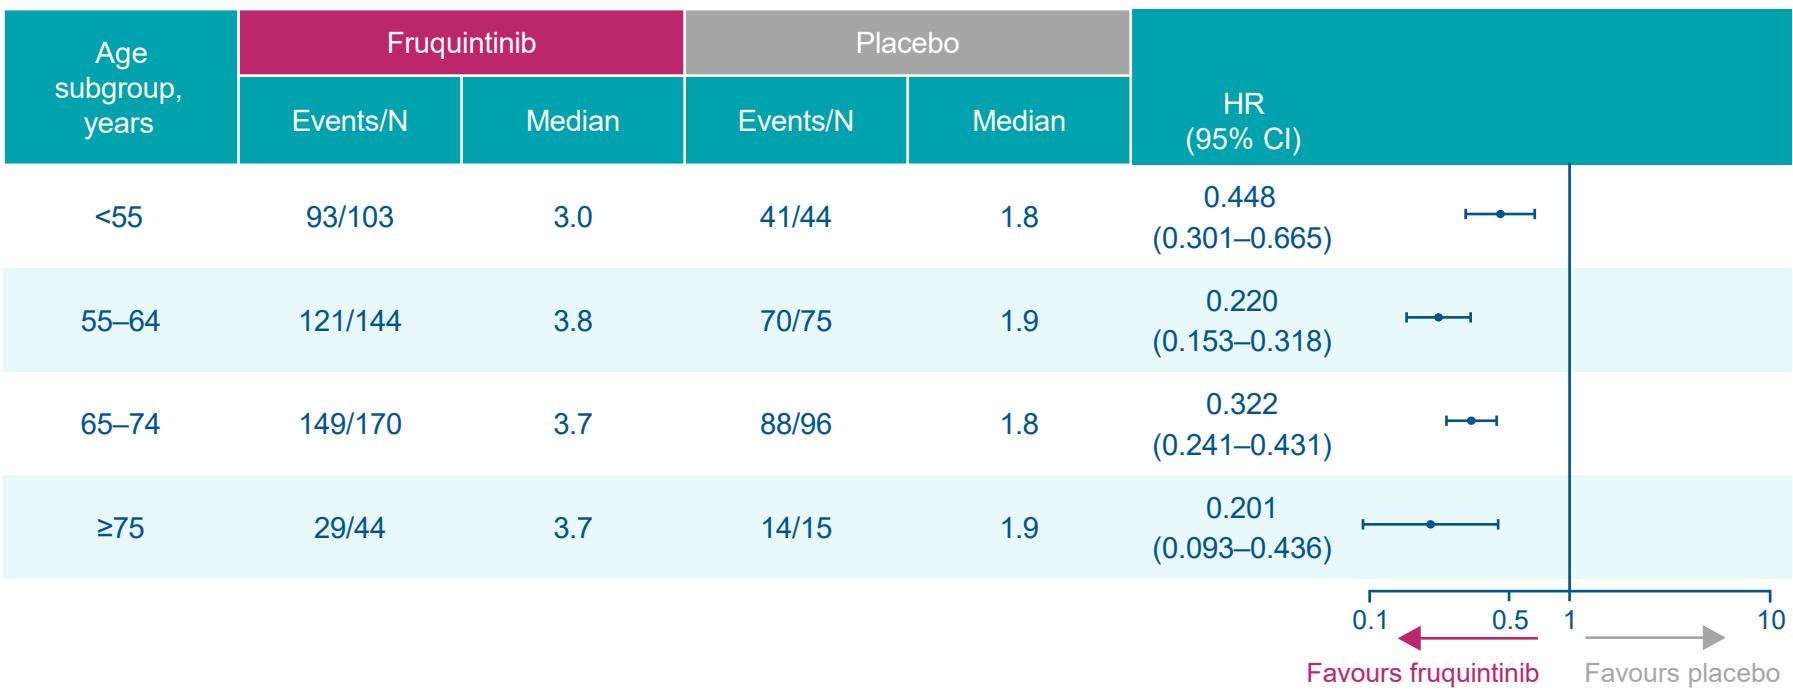 Age
subgroup,
years
Fruquintinib
Placebo
Events/N
Median
Events/N
Median
HR
(95% CI)
<55 93/103 3.0 41/44 1.8 0.448
(0.301–0.665)
55–64 121/144 3.8 70/75 1.9 0.220
(0.153–0.318)
65–74 149/170 3.7 88/96 1.8 0.322
(0.241–0.431)
≥75 29/44 3.7 14/15 1.9 0.201
(0.093–0.436)
0.1 0.5 1 10
Favours fruquintinib Favours placebo